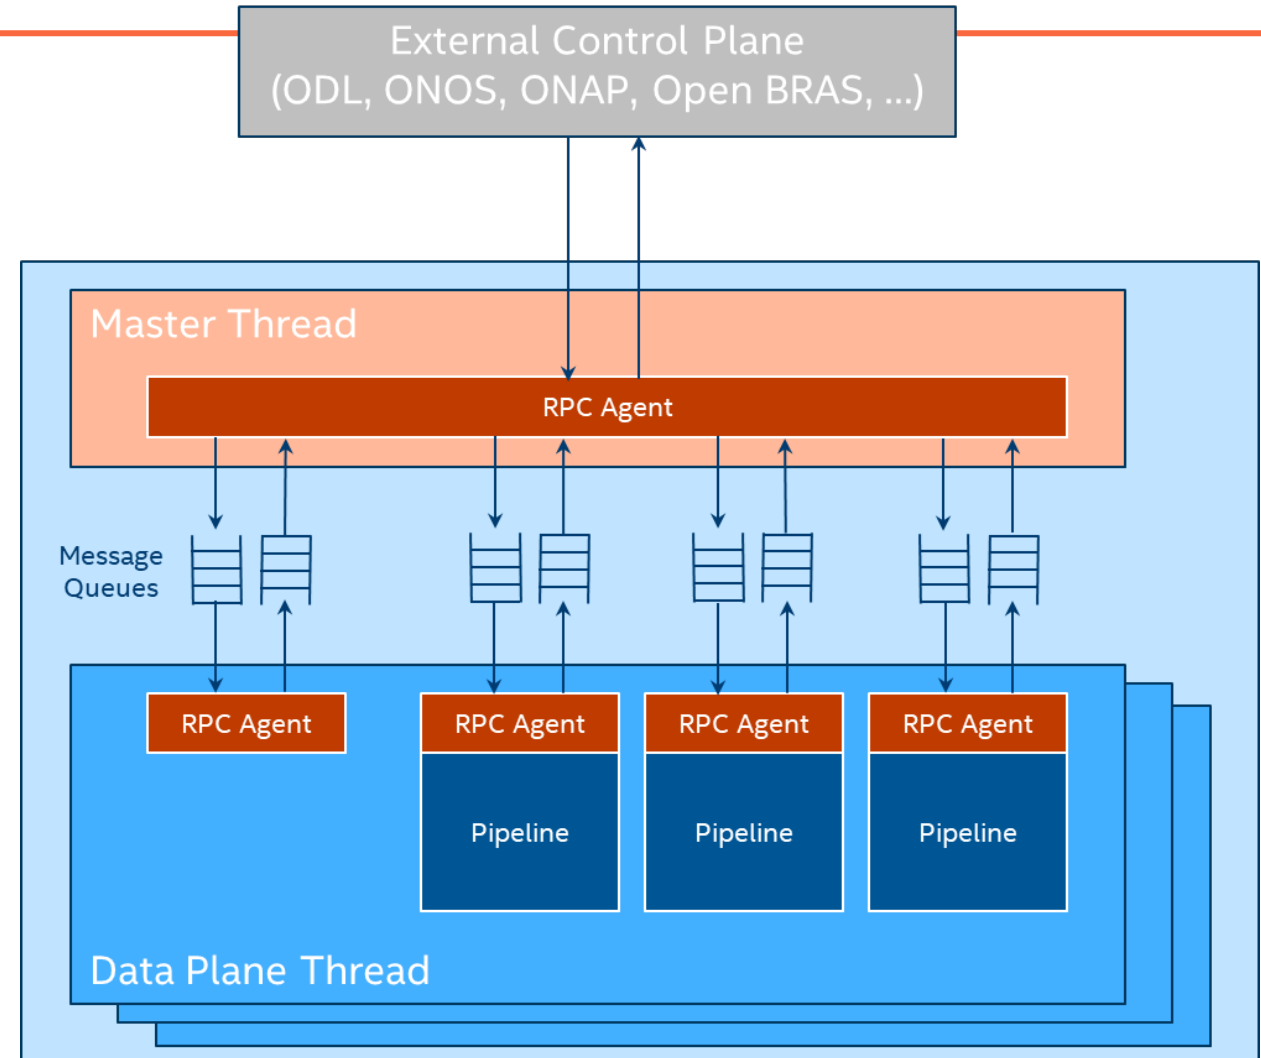 External Control Plane
(ODL, ONOS, ONAP, Open BRAS, ...)
Master Thread
RPC Agent
Message
Queues
RPC Agent
RPC Agent
RPC Agent
RPC Agent
Pipeline
Pipeline
Pipeline
Data Plane Thread